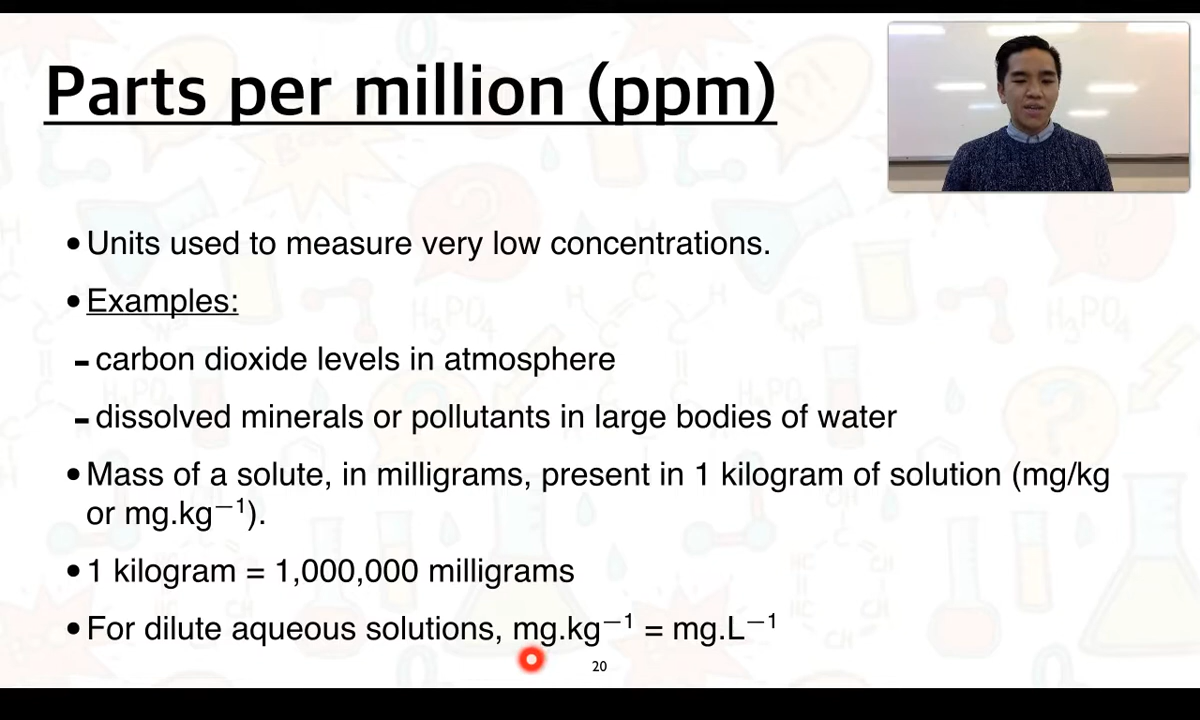 Parts per million (ppm)
• Units used to measure very low concentrations.
• Examples:
- carbon dioxide levels in atmosphere
- dissolved minerals or pollutants in large bodies of water
• Mass of a solute, in milligrams, present in 1 kilogram of solution (mg/kg
or mg.kg⁻¹).
• 1 kilogram = 1,000,000 milligrams
• For dilute aqueous solutions, mg.kg⁻¹ = mg.L⁻¹
20